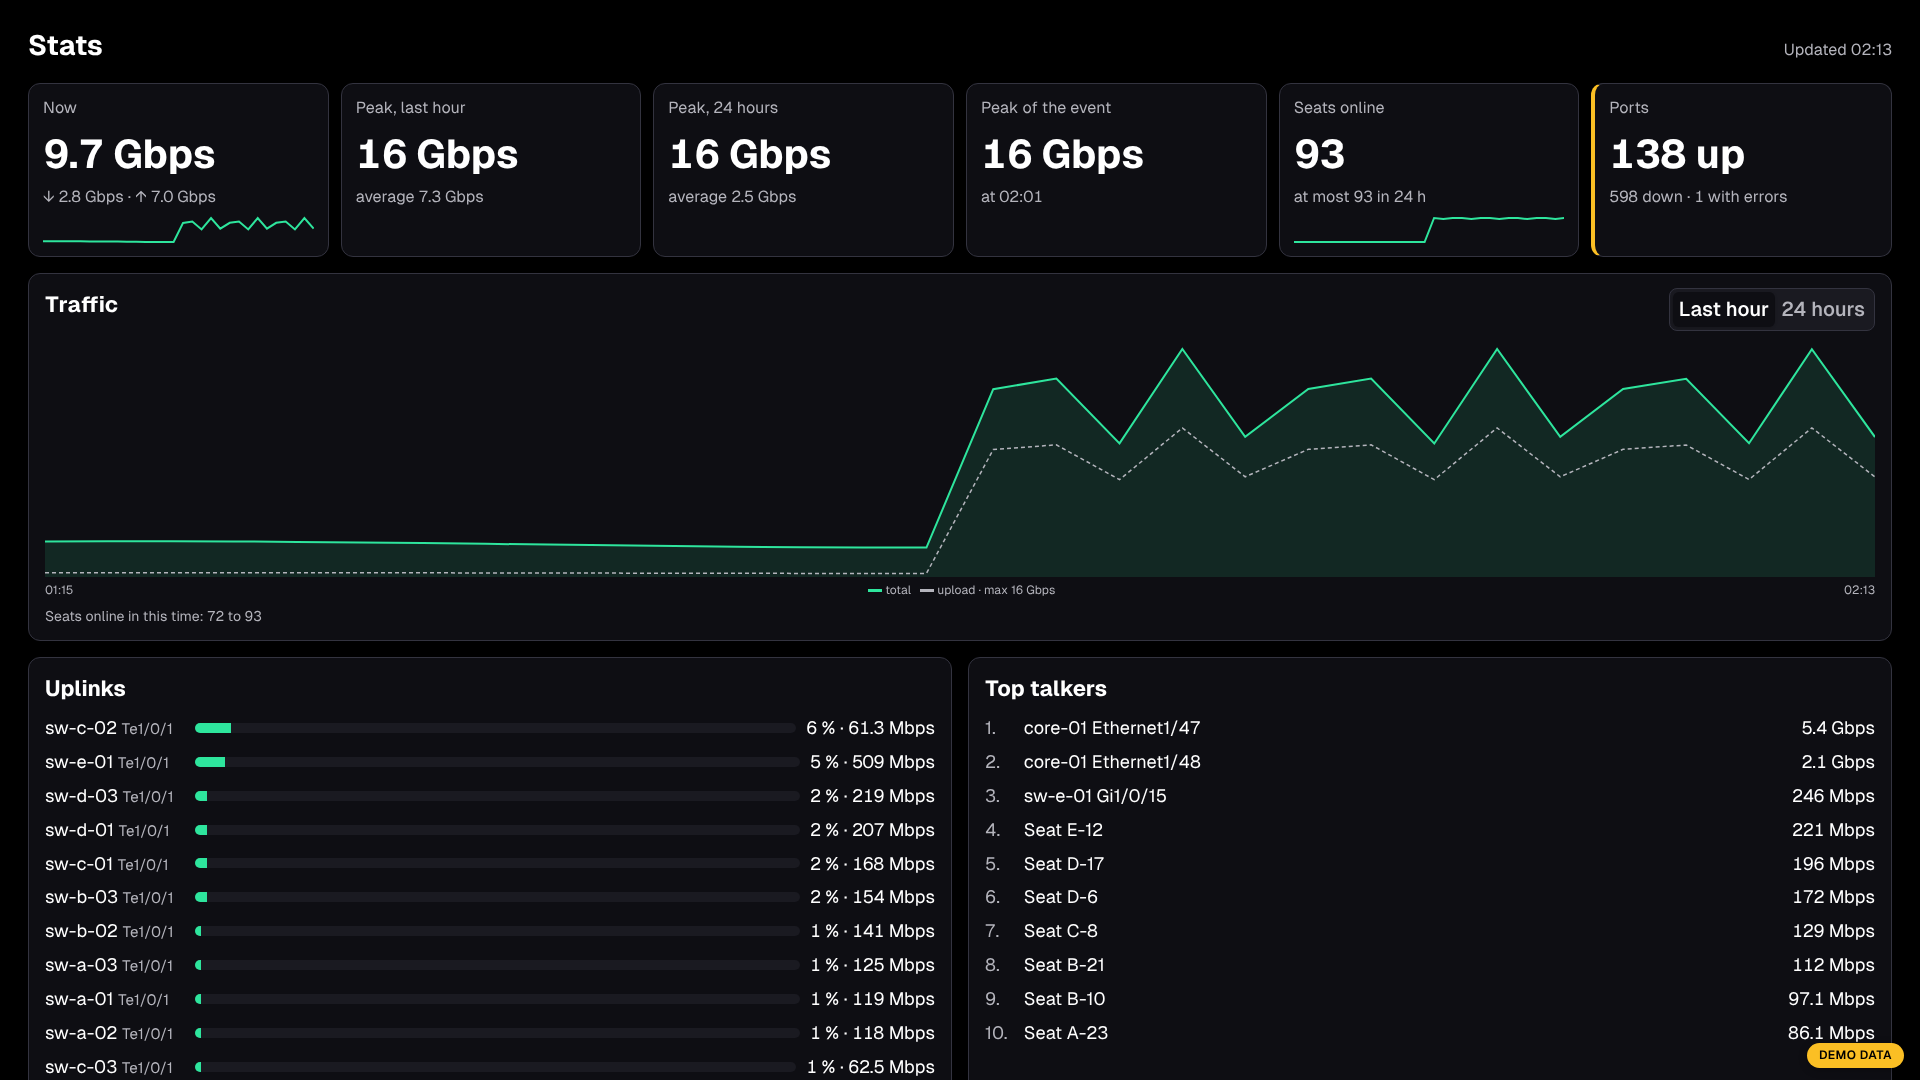 Stats
Updated 02:13
Now
9.7 Gbps
↓ 2.8 Gbps · ↑ 7.0 Gbps
Peak, last hour
16 Gbps
average 7.3 Gbps
Peak, 24 hours
16 Gbps
average 2.5 Gbps
Peak of the event
16 Gbps
at 02:01
Seats online
93
at most 93 in 24 h
Ports
138 up
598 down · 1 with errors
Traffic
Last hour 24 hours
01:15
total upload · max 16 Gbps
02:13
Seats online in this time: 72 to 93
Uplinks
sw-c-02 Te1/0/1 6 % · 61.3 Mbps
sw-e-01 Te1/0/1 5 % · 509 Mbps
sw-d-03 Te1/0/1 2 % · 219 Mbps
sw-d-01 Te1/0/1 2 % · 207 Mbps
sw-c-01 Te1/0/1 2 % · 168 Mbps
sw-b-03 Te1/0/1 2 % · 154 Mbps
sw-b-02 Te1/0/1 1 % · 141 Mbps
sw-a-03 Te1/0/1 1 % · 125 Mbps
sw-a-01 Te1/0/1 1 % · 119 Mbps
sw-a-02 Te1/0/1 1 % · 118 Mbps
sw-c-03 Te1/0/1 1 % · 62.5 Mbps
Top talkers
1. core-01 Ethernet1/47 5.4 Gbps
2. core-01 Ethernet1/48 2.1 Gbps
3. sw-e-01 Gi1/0/15 246 Mbps
4. Seat E-12 221 Mbps
5. Seat D-17 196 Mbps
6. Seat D-6 172 Mbps
7. Seat C-8 129 Mbps
8. Seat B-21 112 Mbps
9. Seat B-10 97.1 Mbps
10. Seat A-23 86.1 Mbps
DEMO DATA